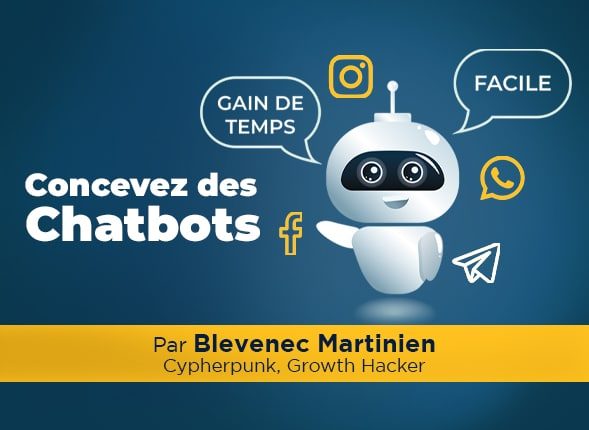 GAIN DE
TEMPS
FACILE
Concevez des
Chatbots
Par Blevenec Martinien
Cypherpunk, Growth Hacker